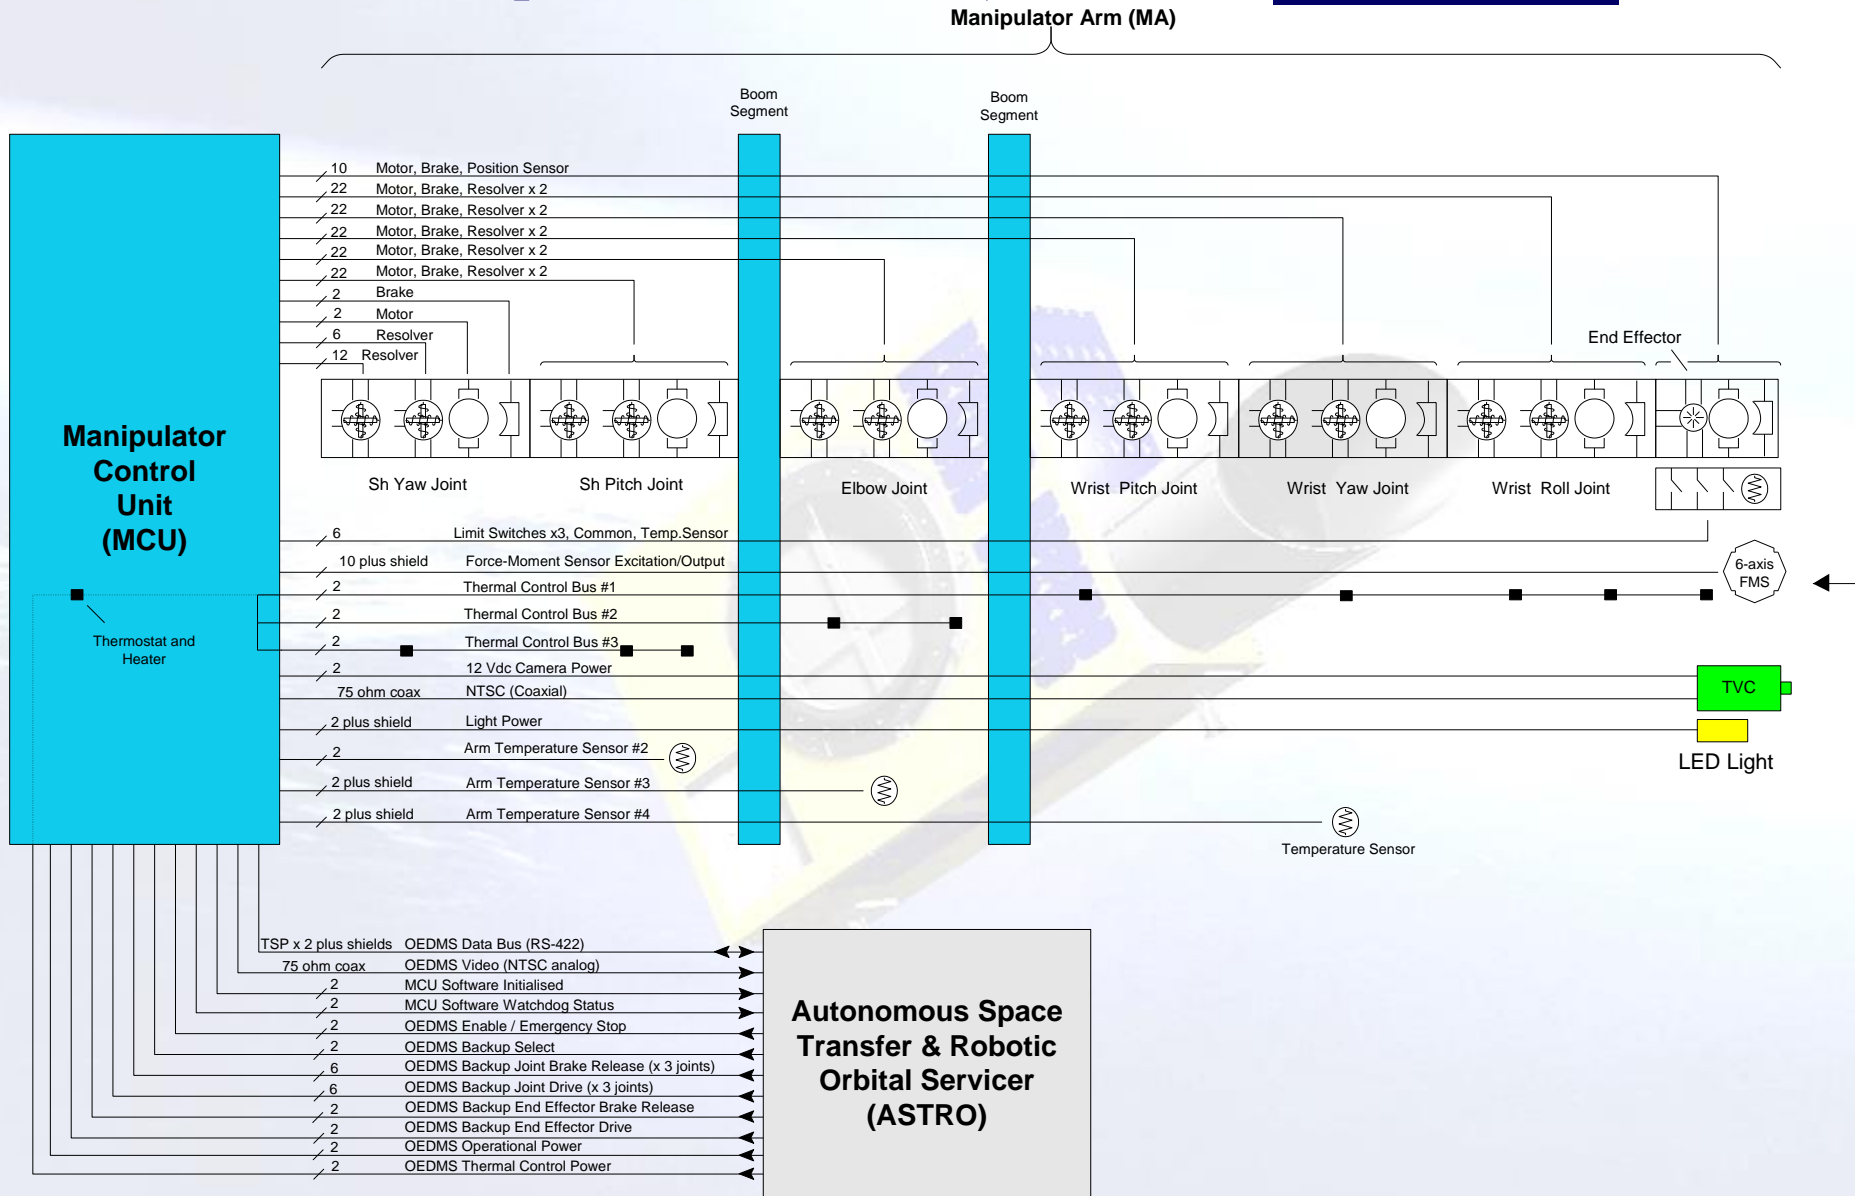 Manipulator Arm (MA)
Boom
Segment
Boom
Segment
10 Motor, Brake, Position Sensor
22 Motor, Brake, Resolver x 2
22 Motor, Brake, Resolver x 2
22 Motor, Brake, Resolver x 2
22 Motor, Brake, Resolver x 2
22 Motor, Brake, Resolver x 2
2 Brake
2 Motor
6 Resolver
12 Resolver
End Effector
Manipulator
Control
Unit
(MCU)
Sh Yaw Joint
Sh Pitch Joint
Elbow Joint
Wrist Pitch Joint
Wrist Yaw Joint
Wrist Roll Joint
6 Limit Switches x3, Common, Temp.Sensor
10 plus shield Force-Moment Sensor Excitation/Output
6-axis
FMS
2 Thermal Control Bus #1
2 Thermal Control Bus #2
2 Thermal Control Bus #3
Thermostat and
Heater
2 12 Vdc Camera Power
75 ohm coax NTSC (Coaxial)
TVC
2 plus shield Light Power
LED Light
2 Arm Temperature Sensor #2
2 plus shield Arm Temperature Sensor #3
2 plus shield Arm Temperature Sensor #4
Temperature Sensor
TSP x 2 plus shields OEDMS Data Bus (RS-422)
75 ohm coax OEDMS Video (NTSC analog)
2 MCU Software Initialised
2 MCU Software Watchdog Status
2 OEDMS Enable / Emergency Stop
2 OEDMS Backup Select
6 OEDMS Backup Joint Brake Release (x 3 joints)
6 OEDMS Backup Joint Drive (x 3 joints)
2 OEDMS Backup End Effector Brake Release
2 OEDMS Backup End Effector Drive
2 OEDMS Operational Power
2 OEDMS Thermal Control Power
Autonomous Space
Transfer & Robotic
Orbital Servicer
(ASTRO)